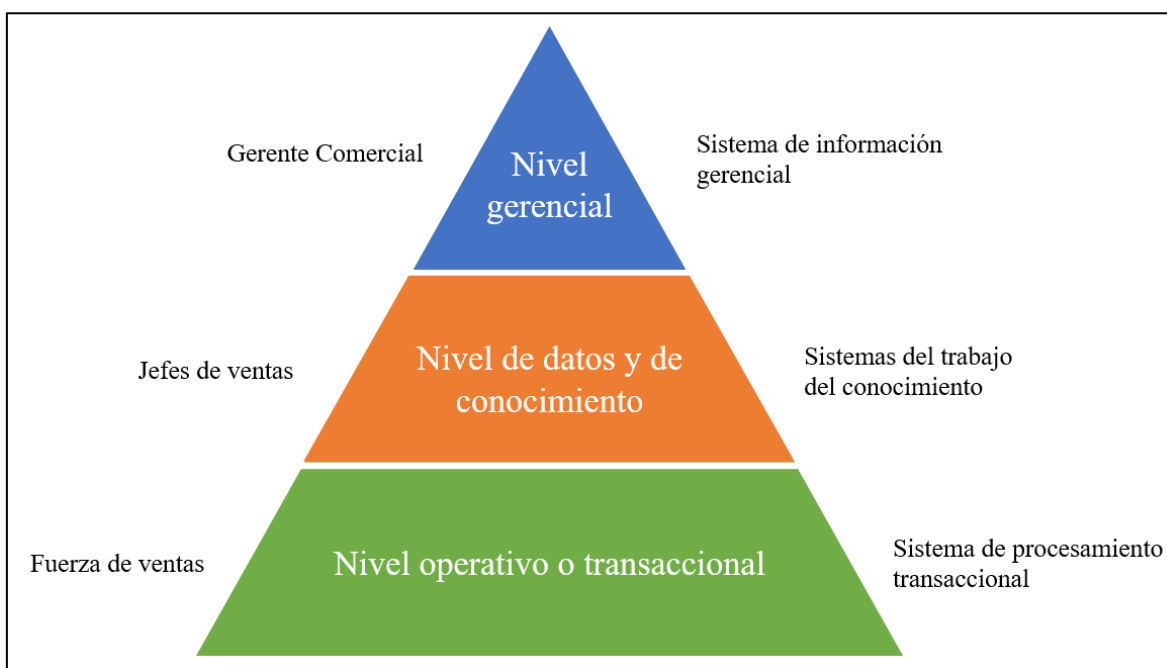 Gerente Comercial
Nivel
gerencial
Sistema de información
gerencial
Jefes de ventas
Nivel de datos y de
conocimiento
Sistemas del trabajo
del conocimiento
Fuerza de ventas
Nivel operativo o transaccional
Sistema de procesamiento
transaccional